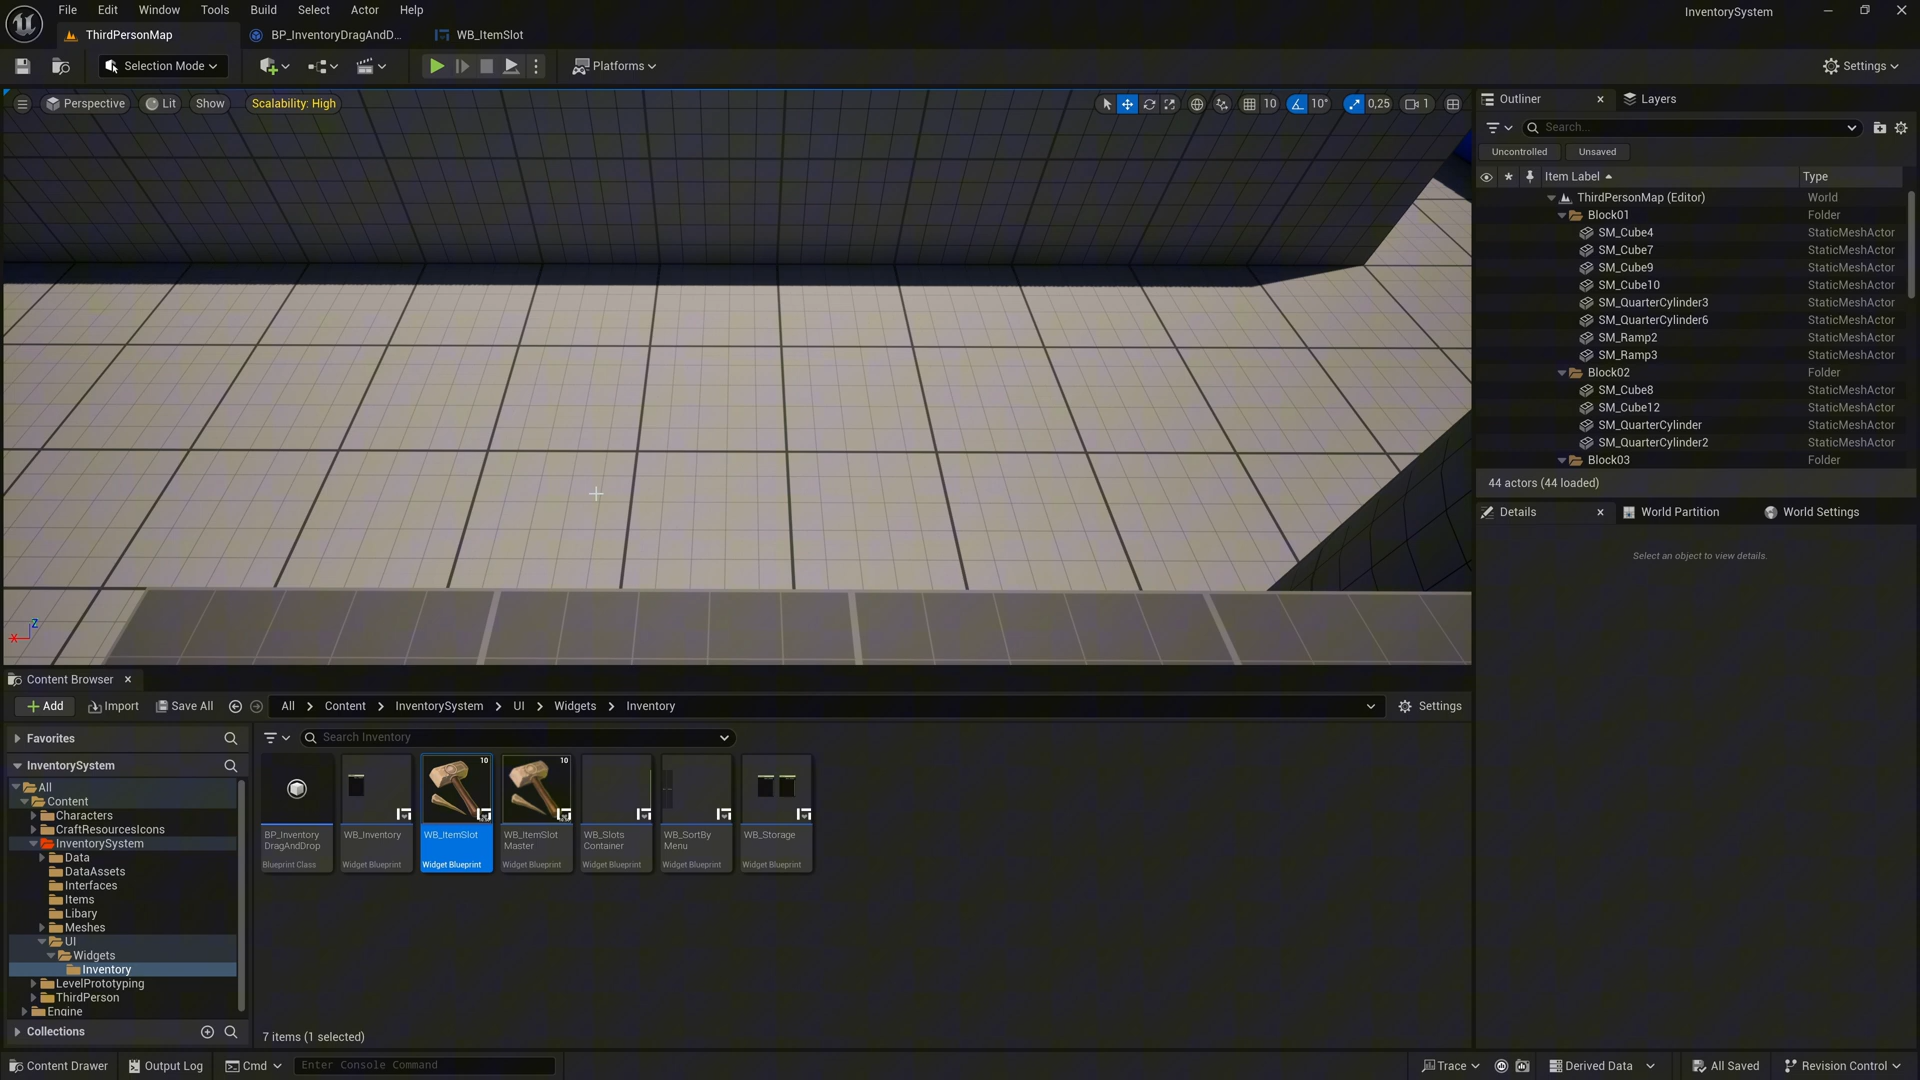 File Edit Window Tools Build Select Actor Help
InventorySystem
ThirdPersonMap
BP_InventoryDragAndD...
WB_ItemSlot
Selection Mode
Platforms
Settings
Perspective
Lit
Show
Scalability: High
10
10°
0,25
1
Outliner
Layers
Search...
Uncontrolled
Unsaved
Item Label
Type
ThirdPersonMap (Editor) World
Block01 Folder
SM_Cube4 StaticMeshActor
SM_Cube7 StaticMeshActor
SM_Cube9 StaticMeshActor
SM_Cube10 StaticMeshActor
SM_QuarterCylinder3 StaticMeshActor
SM_QuarterCylinder6 StaticMeshActor
SM_Ramp2 StaticMeshActor
SM_Ramp3 StaticMeshActor
Block02 Folder
SM_Cube8 StaticMeshActor
SM_Cube12 StaticMeshActor
SM_QuarterCylinder StaticMeshActor
SM_QuarterCylinder2 StaticMeshActor
Block03 Folder
44 actors (44 loaded)
Details
World Partition
World Settings
Select an object to view details.
X
Z
Content Browser
Add
Import
Save All
All > Content > InventorySystem > UI > Widgets > Inventory
Settings
Favorites
InventorySystem
All
Content
Characters
CraftResourcesIcons
InventorySystem
Data
DataAssets
Interfaces
Items
Libary
Meshes
UI
Widgets
Inventory
LevelPrototyping
ThirdPerson
Engine
Collections
Search Inventory
BP_Inventory
DragAndDrop
Blueprint Class
WB_Inventory
Widget Blueprint
10
WB_ItemSlot
Widget Blueprint
10
WB_ItemSlot
Master
Widget Blueprint
WB_Slots
Container
Widget Blueprint
WB_SortBy
Menu
Widget Blueprint
WB_Storage
Widget Blueprint
7 items (1 selected)
Content Drawer
Output Log
Cmd
Enter Console Command
Trace
Derived Data
All Saved
Revision Control